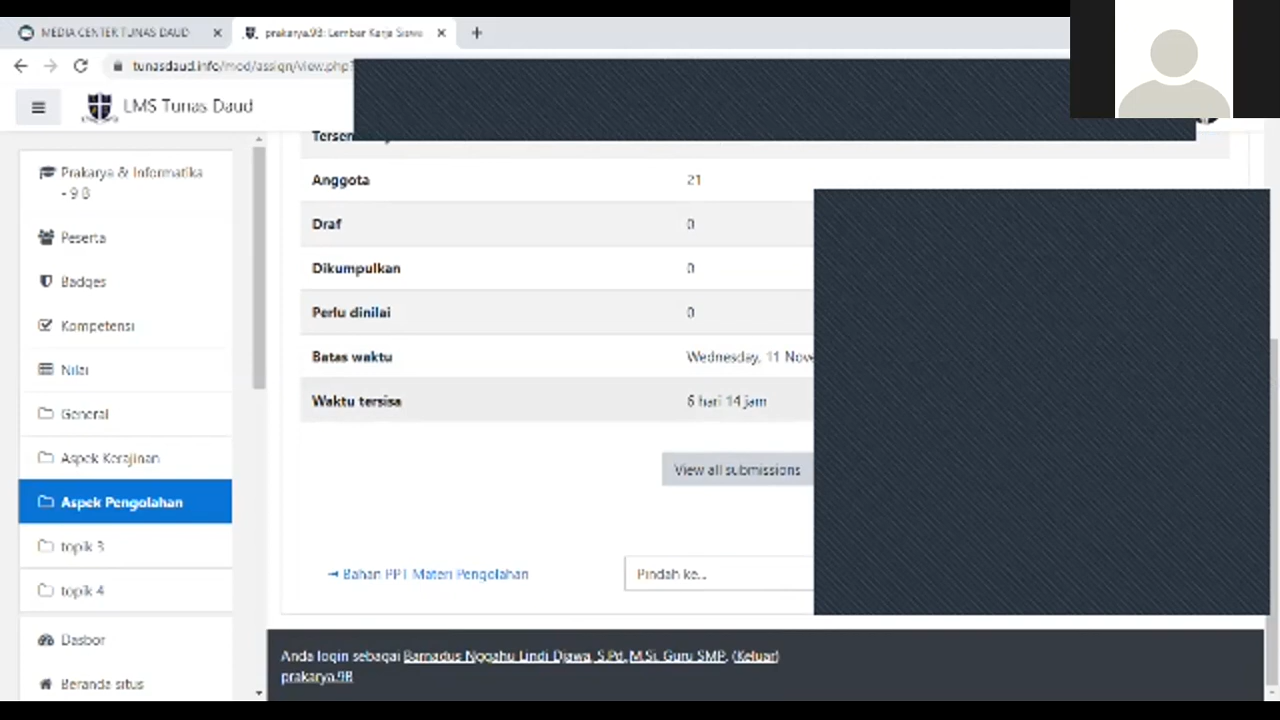 MEDIA CENTER TUNAS DAUD
prakarya.9B: Lembar Kerja Siswa
tunasdaud.info/mod/assign/view.php?
LMS Tunas Daud
Prakarya & Informatika
- 9 B
Peserta
Badges
Kompetensi
Nilai
General
Aspek Kerajinan
Aspek Pengolahan
topik 3
topik 4
Dasbor
Beranda situs
Anggota 21
Draf 0
Dikumpulkan 0
Perlu dinilai 0
Batas waktu Wednesday, 11 Nov
Waktu tersisa 6 hari 14 jam
View all submissions
Bahan PPT Materi Pengolahan
Pindah ke...
Anda login sebagai Barnadus Nggahu Lindi Djawa, S.Pd, M.Si. Guru SMP. (Keluar)
prakarya.9B